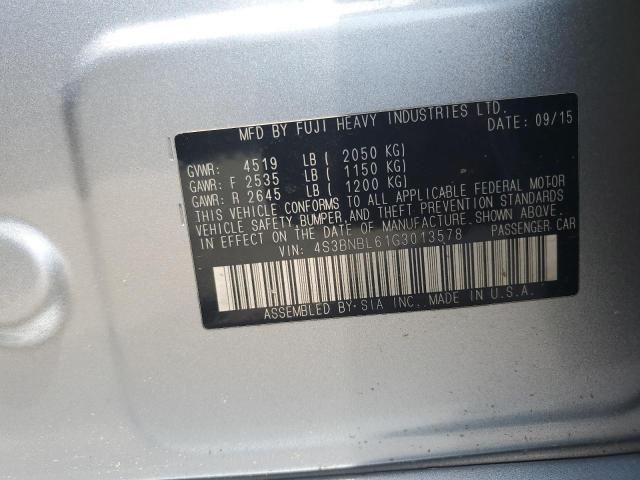 MFD BY FUJI HEAVY INDUSTRIES LTD.
DATE: 09/15
GVWR: 4519 LB ( 2050 KG)
GAWR: F 2535 LB ( 1150 KG)
GAWR: R 2645 LB ( 1200 KG)
THIS VEHICLE CONFORMS TO ALL APPLICABLE FEDERAL MOTOR
VEHICLE SAFETY,BUMPER,AND THEFT PREVENTION STANDARDS
IN EFFECT ON THE DATE OF MANUFACTURE SHOWN ABOVE.
VIN: 4S3BNBL61G3013578 PASSENGER CAR
ASSEMBLED BY·SIA INC. MADE IN U.S.A.